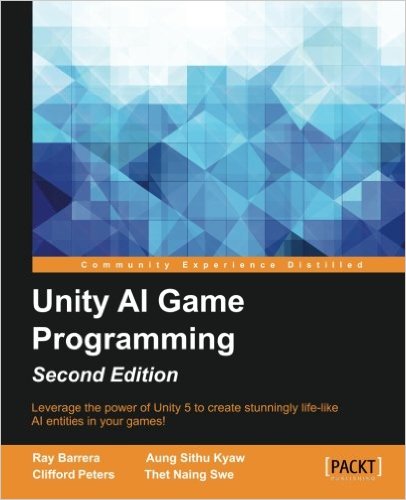 Community Experience Distilled
Unity AI Game
Programming
Second Edition
Leverage the power of Unity 5 to create stunningly life-like
AI entities in your games!
Ray Barrera Aung Sithu Kyaw
Clifford Peters Thet Naing Swe
[PACKT]
PUBLISHING